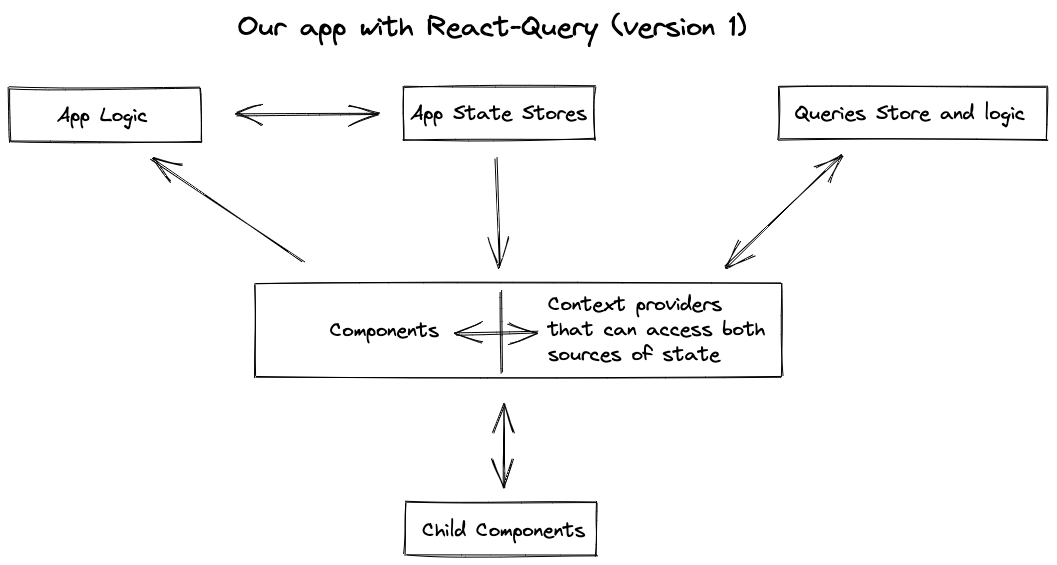 Our app with React-Query (version 1)
App Logic
App State Stores
Queries Store and logic
Components
Context providers
that can access both
sources of state
Child Components